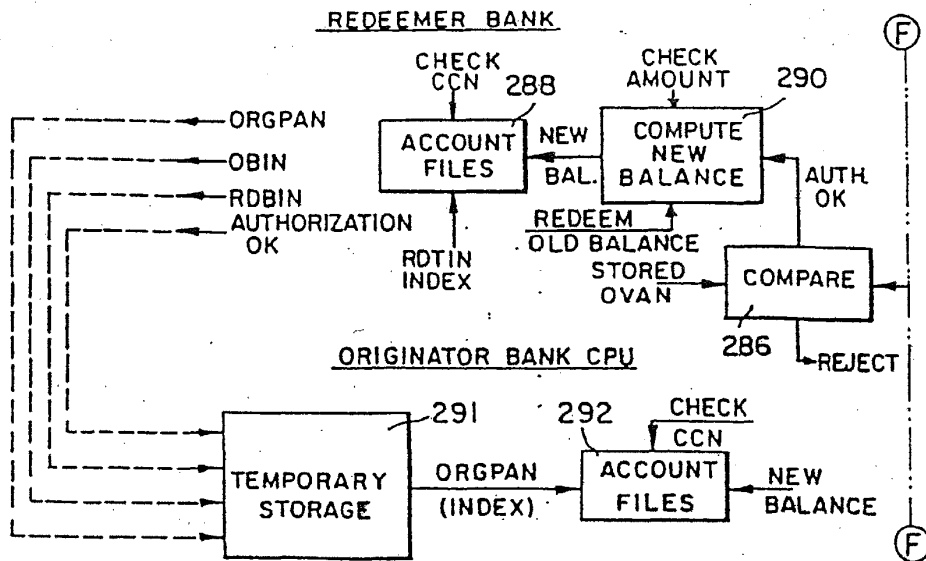 REDEEMER BANK
F
CHECK
CCN
288
CHECK
AMOUNT
290
ORGPAN
OBIN
RDBIN
AUTHORIZATION
OK
ACCOUNT
FILES
NEW
BAL.
COMPUTE
NEW
BALANCE
AUTH.
OK
RDTIN
INDEX
REDEEM
OLD BALANCE
STORED
OVAN
COMPARE
286
REJECT
ORIGINATOR BANK CPU
291
TEMPORARY
STORAGE
ORGPAN
(INDEX)
292
CHECK
CCN
ACCOUNT
FILES
NEW
BALANCE
F